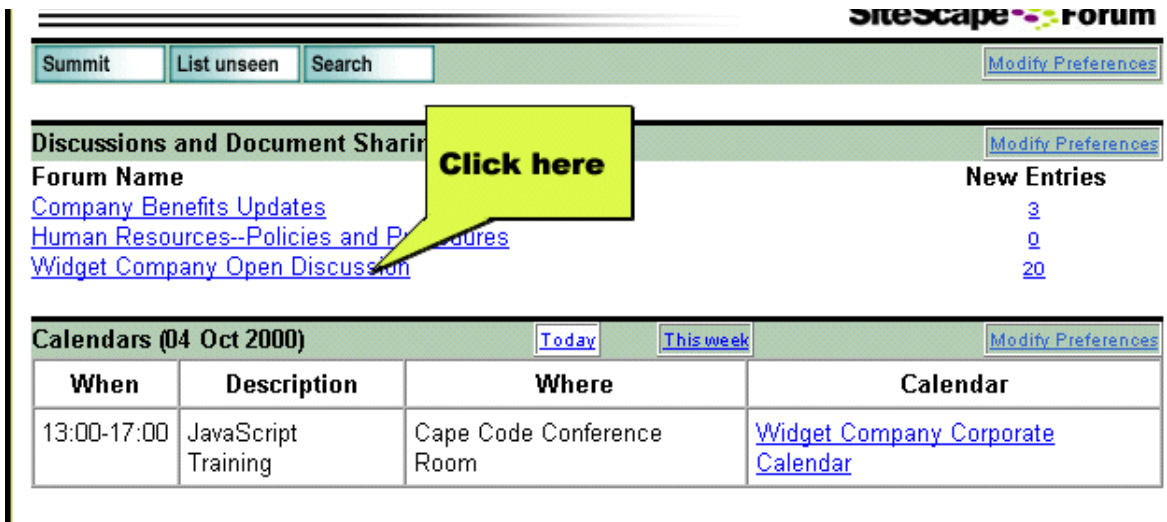 SiteScape Forum
Summit List unseen Search Modify Preferences
Discussions and Document Sharin Modify Preferences
Click here
Forum Name New Entries
Company Benefits Updates 3
Human Resources--Policies and Procedures 0
Widget Company Open Discussion 20
Calendars (04 Oct 2000) Today This week Modify Preferences
When Description Where Calendar
13:00-17:00 JavaScript Cape Code Conference Widget Company Corporate
Training Room Calendar